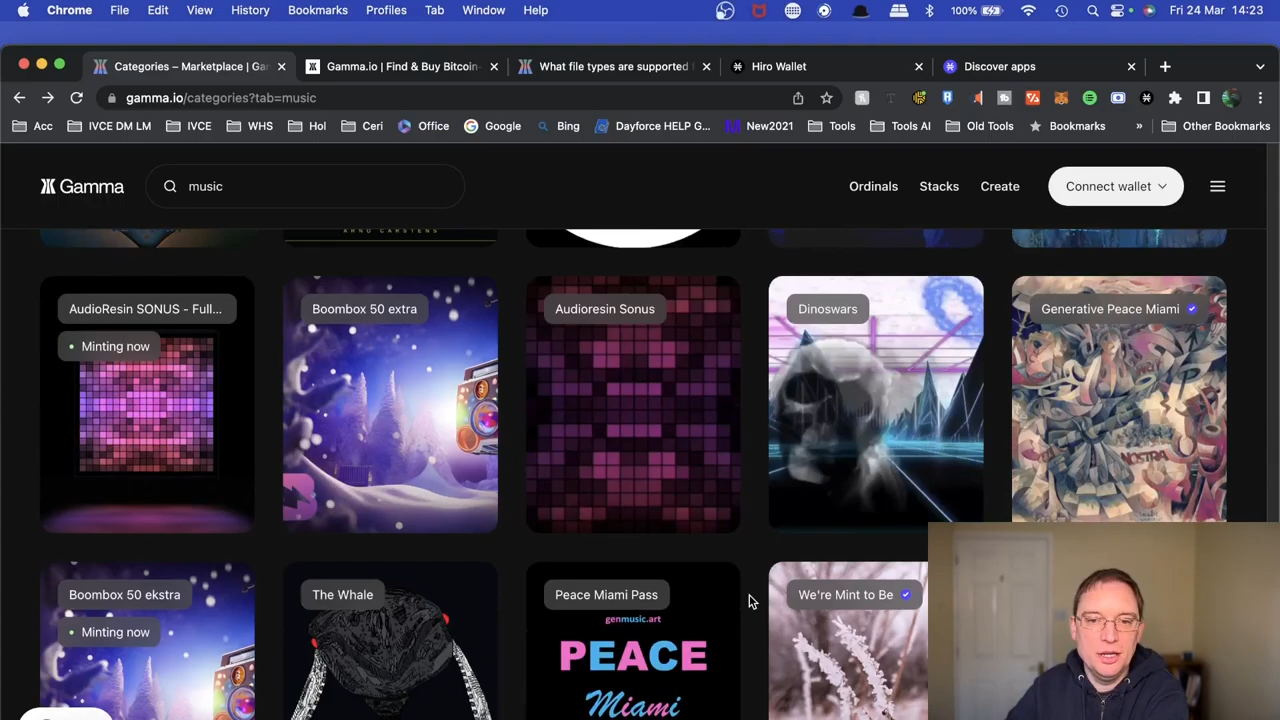 Chrome File Edit View History Bookmarks Profiles Tab Window Help 100% Fri 24 Mar 14:23
Categories – Marketplace | Gar Gamma.io | Find & Buy Bitcoin- What file types are supported Hiro Wallet Discover apps
gamma.io/categories?tab=music
Acc IVCE DM LM IVCE WHS Hol Ceri Office Google Bing Dayforce HELP G... New2021 Tools Tools AI Old Tools Bookmarks » Other Bookmarks
Gamma music Ordinals Stacks Create Connect wallet
ARNO CARSTENS
AudioResin SONUS - Full... Boombox 50 extra Audioresin Sonus Dinoswars Generative Peace Miami
Minting now
NOSTRA
Boombox 50 ekstra The Whale Peace Miami Pass We're Mint to Be
Minting now
genmusic.art
PEACE
Miami